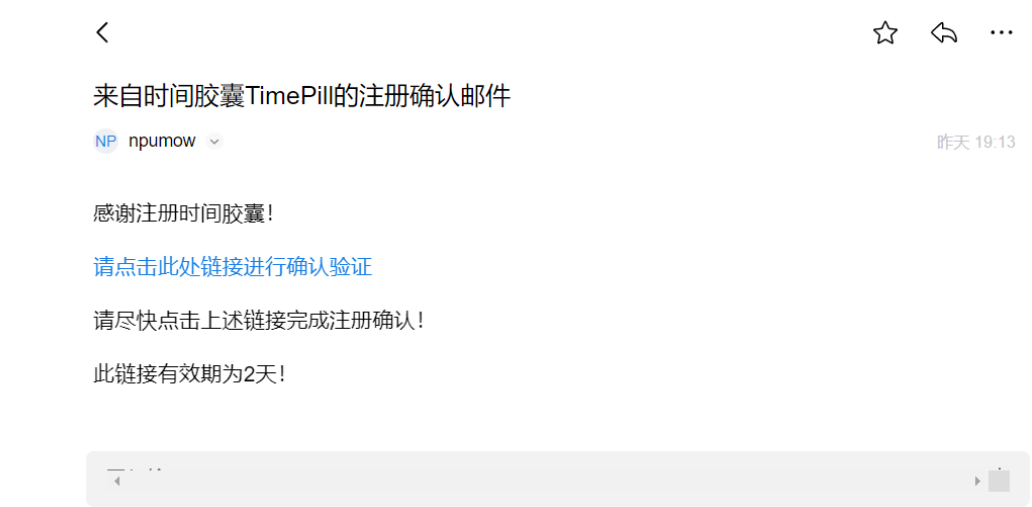 来自时间胶囊TimePill的注册确认邮件
NP npumow 昨天 19:13
感谢注册时间胶囊！
请点击此处链接进行确认验证
请尽快点击上述链接完成注册确认！
此链接有效期为2天！